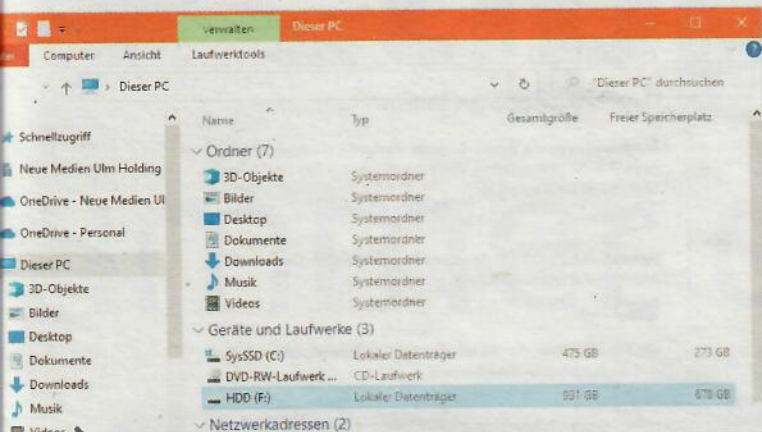 Verwalten Dieser PC
Computer Ansicht Laufwerktools
Dieser PC "Dieser PC" durchsuchen
Schnellzugriff
Neue Medien Ulm Holding
OneDrive - Neue Medien Ul
OneDrive - Personal
Dieser PC
3D-Objekte
Bilder
Desktop
Dokumente
Downloads
Musik
Videos
Name Typ Gesamtgröße Freier Speicherplatz
Ordner (7)
3D-Objekte Systemordner
Bilder Systemordner
Desktop Systemordner
Dokumente Systemordner
Downloads Systemordner
Musik Systemordner
Videos Systemordner
Geräte und Laufwerke (3)
SysSSD (C:) Lokaler Datenträger 475 GB 273 GB
DVD-RW-Laufwerk ... CD-Laufwerk
HDD (F:) Lokaler Datenträger 931 GB 678 GB
Netzwerkadressen (2)